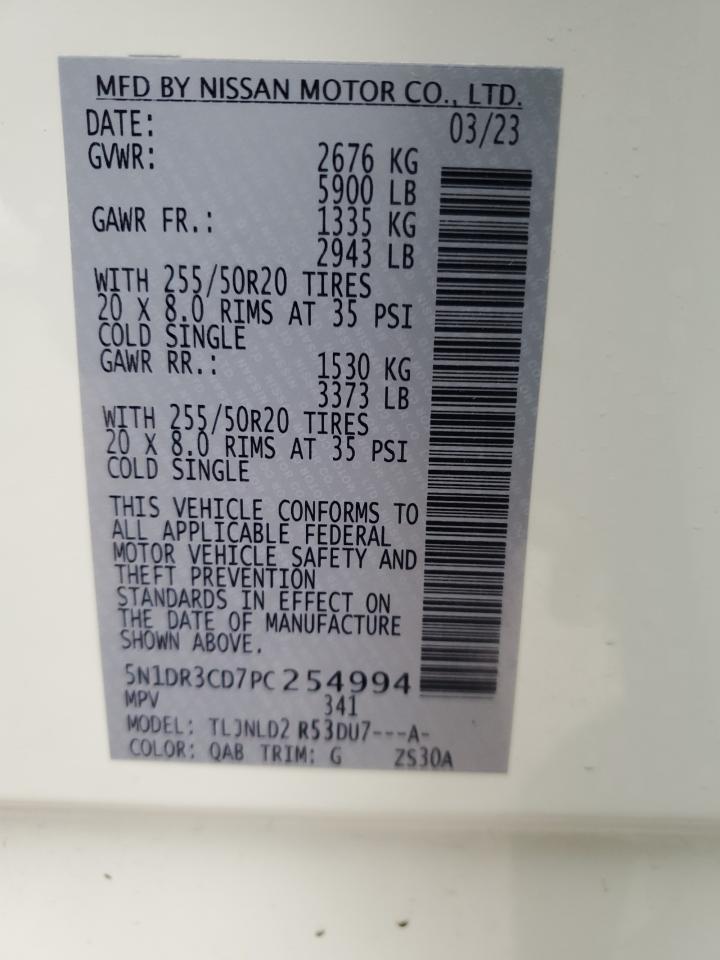 MFD BY NISSAN MOTOR CO., LTD.
DATE: 03/23
GVWR: 2676 KG
5900 LB
GAWR FR.: 1335 KG
2943 LB
WITH 255/50R20 TIRES
20 X 8.0 RIMS AT 35 PSI
COLD SINGLE
GAWR RR.: 1530 KG
3373 LB
WITH 255/50R20 TIRES
20 X 8.0 RIMS AT 35 PSI
COLD SINGLE
THIS VEHICLE CONFORMS TO
ALL APPLICABLE FEDERAL
MOTOR VEHICLE SAFETY AND
THEFT PREVENTION
STANDARDS IN EFFECT ON
THE DATE OF MANUFACTURE
SHOWN ABOVE.
5N1DR3CD7PC254994
MPV 341
MODEL: TLJNLD2 R53DU7---A-
COLOR: QAB TRIM: G ZS30A